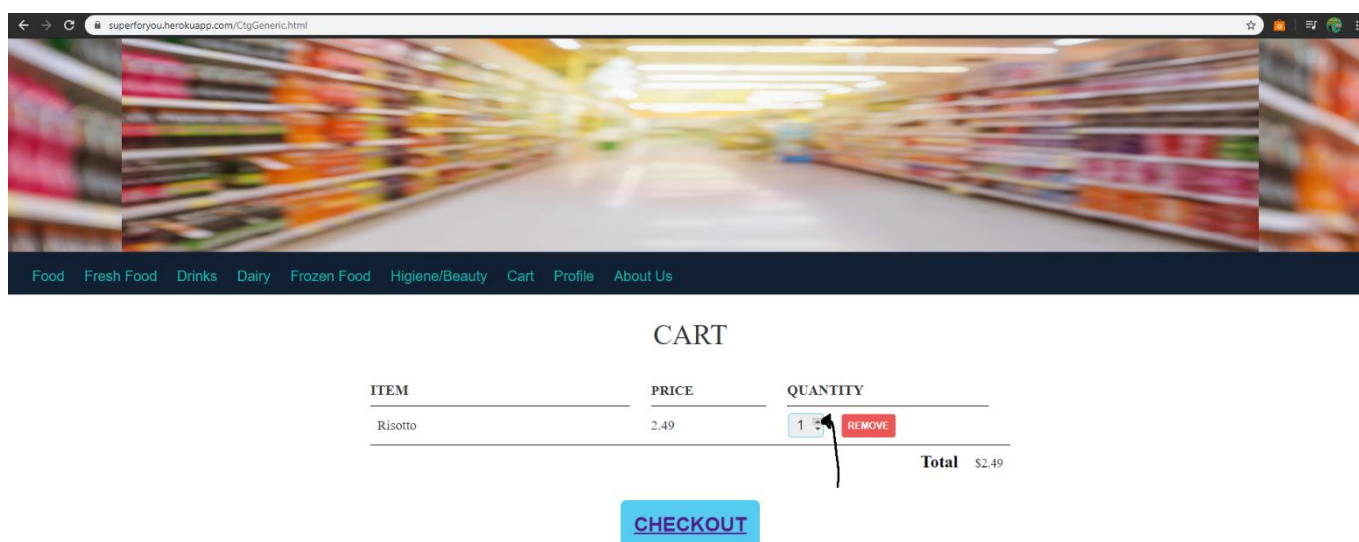 superforyou.herokuapp.com/CtgGeneric.html
Food Fresh Food Drinks Dairy Frozen Food Higiene/Beauty Cart Profile About Us
CART
ITEM PRICE QUANTITY
Risotto 2.49 1 REMOVE
Total $2.49
CHECKOUT